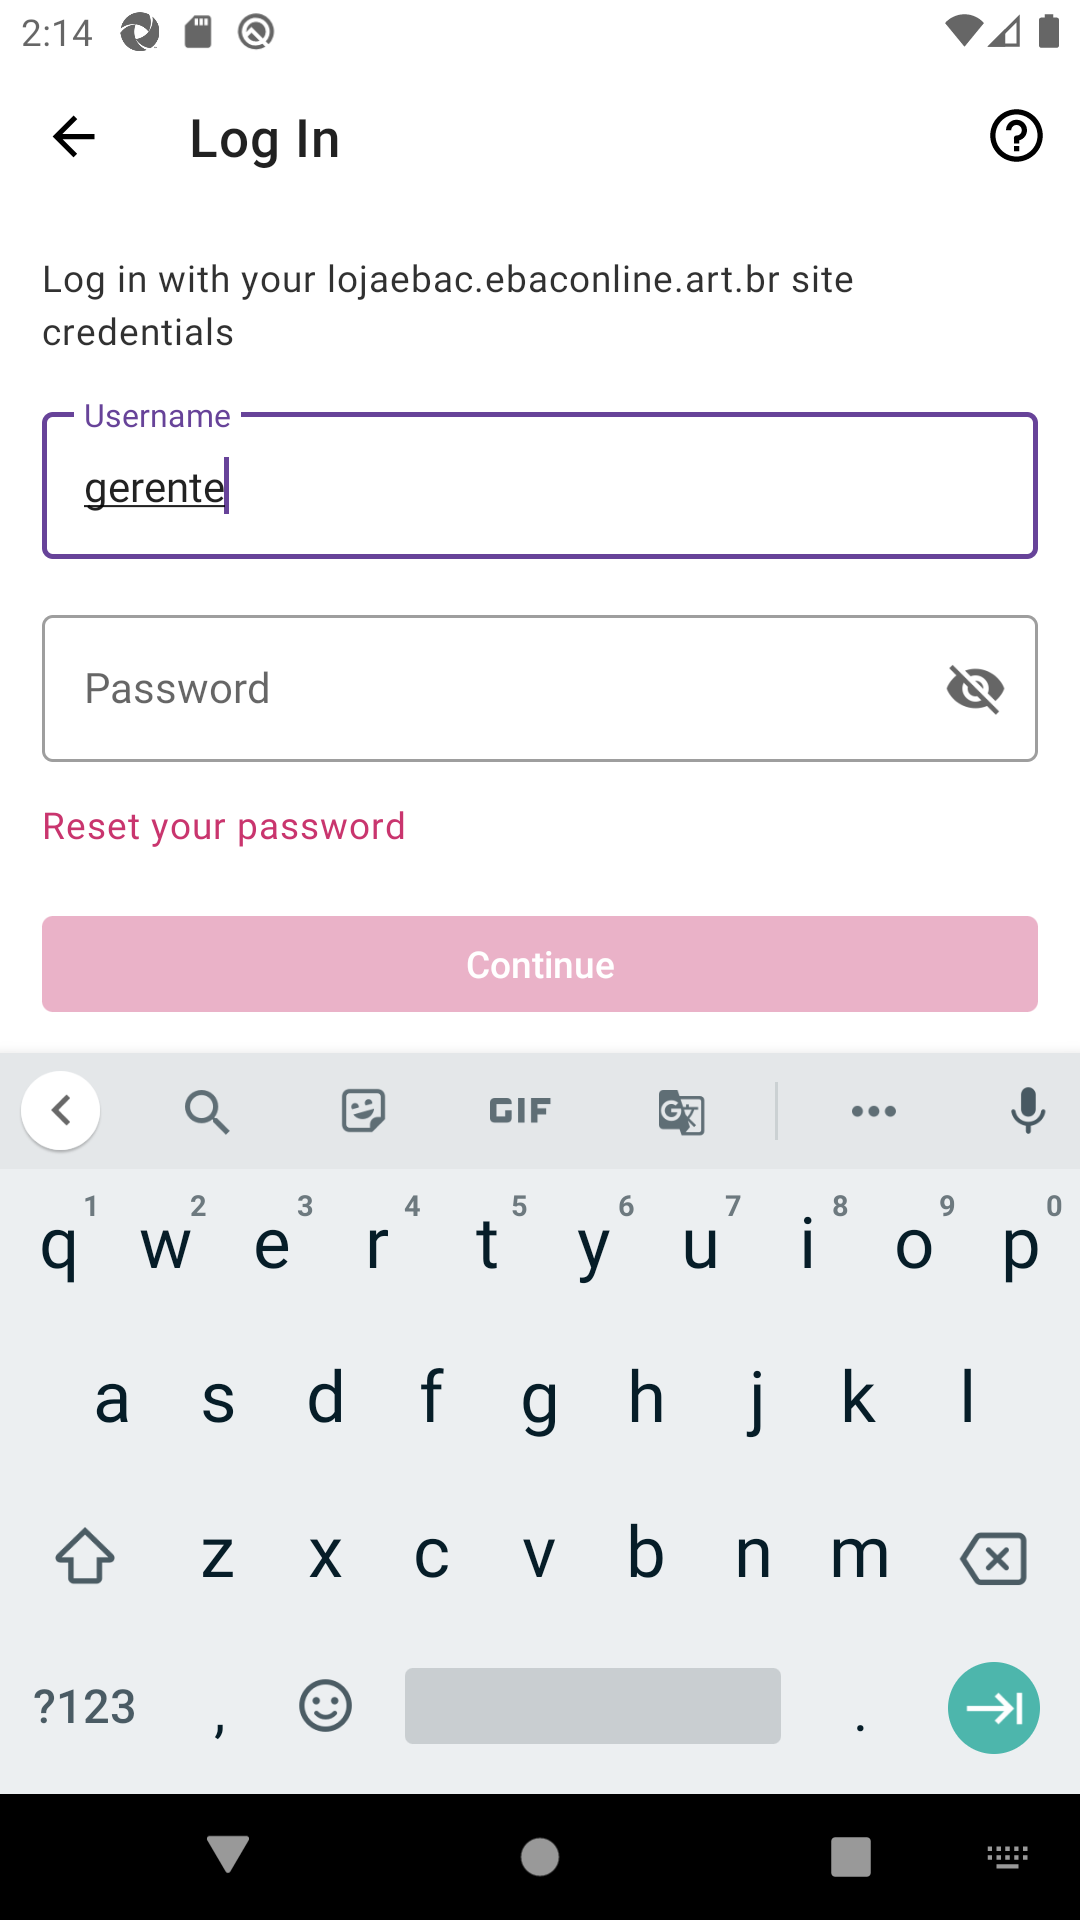 2:14
Log In
Log in with your lojaebac.ebaconline.art.br site
credentials
Username
gerente
Password
Reset your password
Continue
GIF
G
1 2 3 4 5 6 7 8 9 0
q w e r t y u i o p
a s d f g h j k l
z x c v b n m
?123 , .